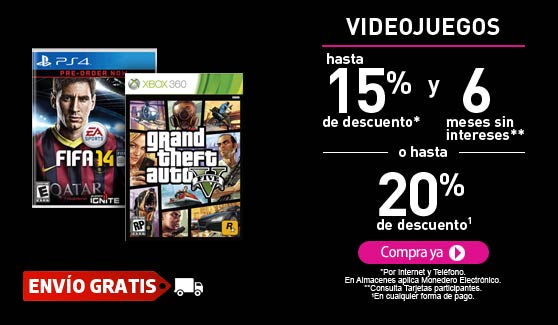 VIDEOJUEGOS
hasta
15% y 6
de descuento*
meses sin
intereses**
o hasta
20%
de descuento¹
Compra ya
*Por Internet y Teléfono.
En Almacenes aplica Monedero Electrónico.
**Consulta Tarjetas participantes.
¹En cualquier forma de pago.
PS4
PRE-ORDER NOW
EA
SPORTS
FIFA 14
QATAR
IGNITE
E
XBOX 360
grand
theft
auto
V
FIVE
RP
R
ENVÍO GRATIS